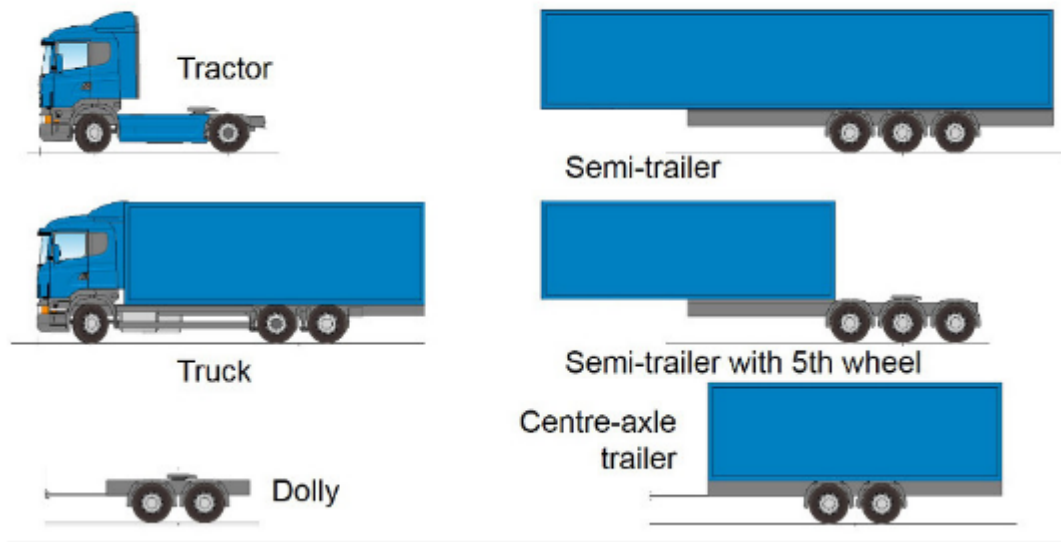 Tractor
Semi-trailer
Truck
Semi-trailer with 5th wheel
Centre-axle
trailer
Dolly